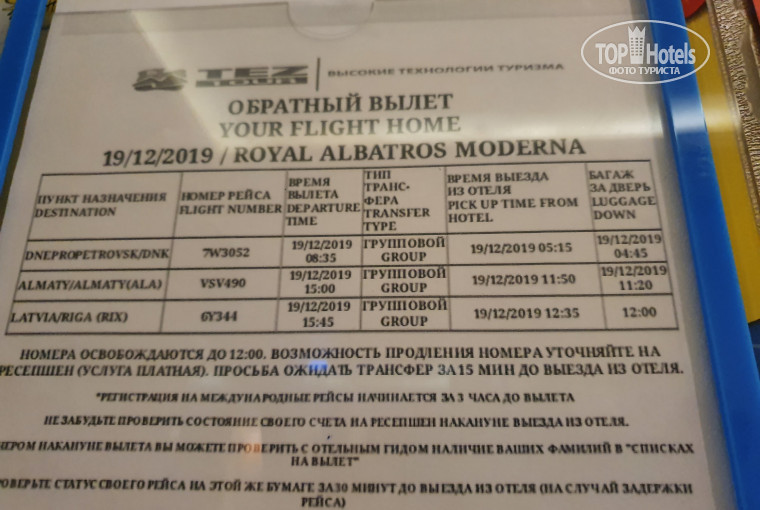 TOP Hotels
ФОТО ТУРИСТА
TEZ TOUR | ВЫСОКИЕ ТЕХНОЛОГИИ ТУРИЗМА
ОБРАТНЫЙ ВЫЛЕТ
YOUR FLIGHT HOME
19/12/2019 / ROYAL ALBATROS MODERNA
ПУНКТ НАЗНАЧЕНИЯ DESTINATION | НОМЕР РЕЙСА FLIGHT NUMBER | ВРЕМЯ ВЫЛЕТА DEPARTURE TIME | ТИП ТРАНС-ФЕРА TRANSFER TYPE | ВРЕМЯ ВЫЕЗДА ИЗ ОТЕЛЯ PICK UP TIME FROM HOTEL | БАГАЖ ЗА ДВЕРЬ LUGGAGE DOWN
DNEPROPETROVSK/DNK | 7W3052 | 19/12/2019 08:35 | ГРУППОВОЙ GROUP | 19/12/2019 05:15 | 19/12/2019 04:45
ALMATY/ALMATY(ALA) | VSV490 | 19/12/2019 15:00 | ГРУППОВОЙ GROUP | 19/12/2019 11:50 | 19/12/2019 11:20
LATVIA/RIGA (RIX) | 6Y344 | 19/12/2019 15:45 | ГРУППОВОЙ GROUP | 19/12/2019 12:35 | 12:00
НОМЕРА ОСВОБОЖДАЮТСЯ ДО 12:00. ВОЗМОЖНОСТЬ ПРОДЛЕНИЯ НОМЕРА УТОЧНЯЙТЕ НА
РЕСЕПШЕН (УСЛУГА ПЛАТНАЯ). ПРОСЬБА ОЖИДАТЬ ТРАНСФЕР ЗА 15 МИН ДО ВЫЕЗДА ИЗ ОТЕЛЯ.
*РЕГИСТРАЦИЯ НА МЕЖДУНАРОДНЫЕ РЕЙСЫ НАЧИНАЕТСЯ ЗА 3 ЧАСА ДО ВЫЛЕТА
НЕ ЗАБУДЬТЕ ПРОВЕРИТЬ СОСТОЯНИЕ СВОЕГО СЧЕТА НА РЕСЕПШЕН НАКАНУНЕ ВЫЕЗДА ИЗ ОТЕЛЯ.
ЧЕРОМ НАКАНУНЕ ВЫЛЕТА ВЫ МОЖЕТЕ ПРОВЕРИТЬ С ОТЕЛЬНЫМ ГИДОМ НАЛИЧИЕ ВАШИХ ФАМИЛИЙ В "СПИСКАХ
НА ВЫЛЕТ"
РОВЕРЬТЕ СТАТУС СВОЕГО РЕЙСА НА ЭТОЙ ЖЕ БУМАГЕ ЗА 30 МИНУТ ДО ВЫЕЗДА ИЗ ОТЕЛЯ (НА СЛУЧАЙ ЗАДЕРЖКИ
РЕЙСА)